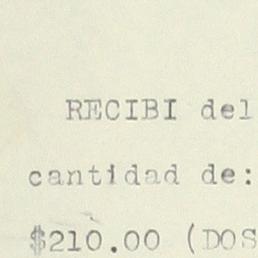 RECIBI del
cantidad de:
$210.00 (DOS